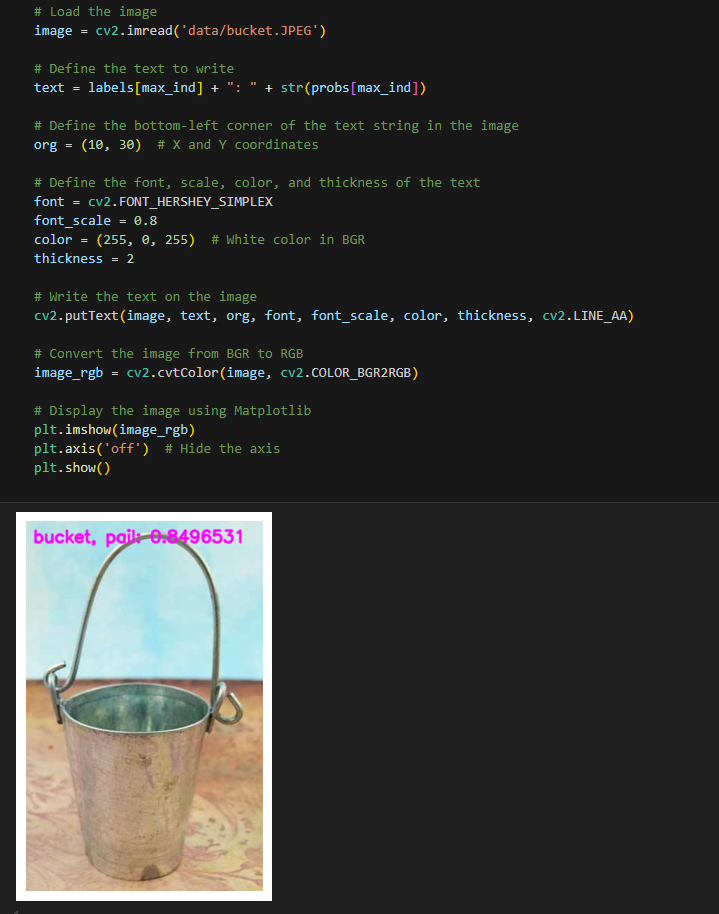 # Load the image
image = cv2.imread('data/bucket.JPEG')
# Define the text to write
text = labels[max_ind] + ": " + str(probs[max_ind])
# Define the bottom-left corner of the text string in the image
org = (10, 30)  # X and Y coordinates
# Define the font, scale, color, and thickness of the text
font = cv2.FONT_HERSHEY_SIMPLEX
font_scale = 0.8
color = (255, 0, 255)  # White color in BGR
thickness = 2
# Write the text on the image
cv2.putText(image, text, org, font, font_scale, color, thickness, cv2.LINE_AA)
# Convert the image from BGR to RGB
image_rgb = cv2.cvtColor(image, cv2.COLOR_BGR2RGB)
# Display the image using Matplotlib
plt.imshow(image_rgb)
plt.axis('off')  # Hide the axis
plt.show()
bucket, pail: 0.8496531